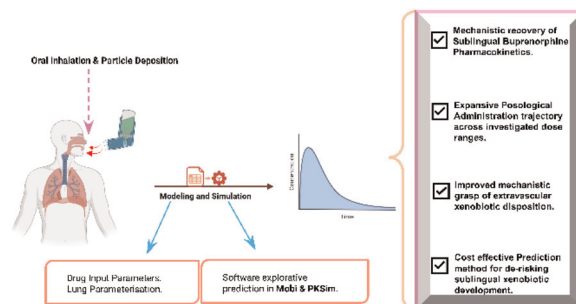 Oral Inhalation & Particle Deposition
Modeling and Simulation
Drug Input Parameters.
Lung Parameterisation.
Software explorative
prediction in Mobi & PKSim.
Concentration
Time
Mechanistic recovery of
Sublingual Buprenorphine
Pharmacokinetics.
Expansive Posological
Administration trajectory
across investigated dose
ranges.
Improved mechanistic
grasp of extravascular
xenobiotic disposition.
Cost effective Prediction
method for de-risking
sublingual xenobiotic
development.